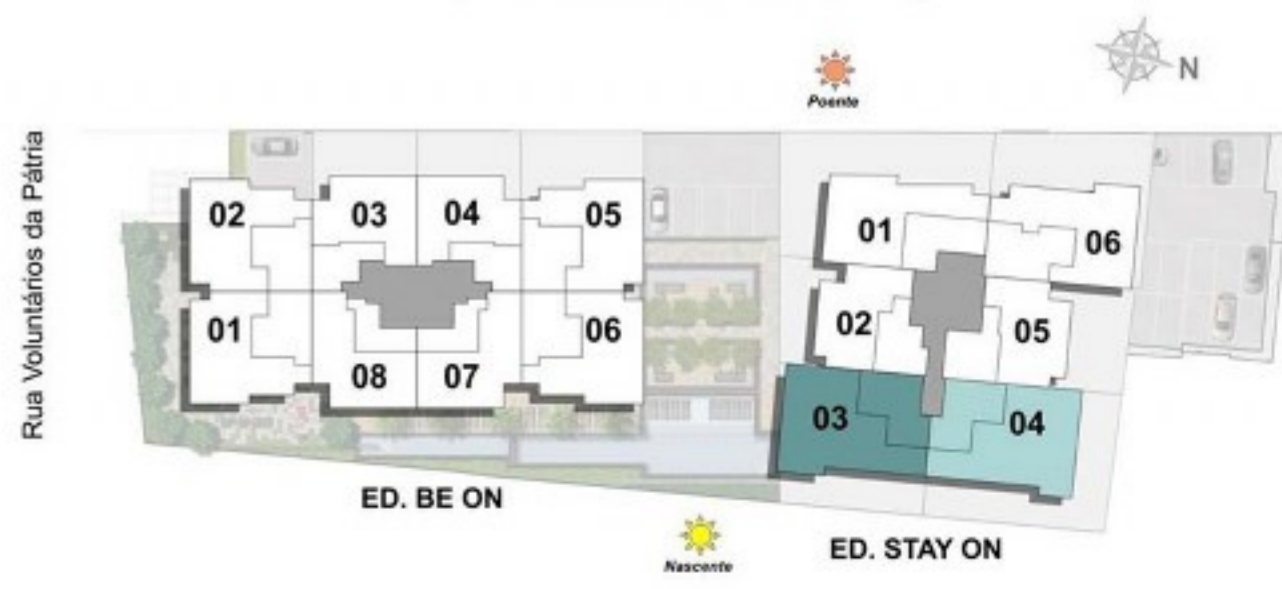 N
Poente
Rua Voluntários da Pátria
02
03
04
05
01
06
01
08
07
06
02
05
03
04
ED. BE ON
Nascente
ED. STAY ON